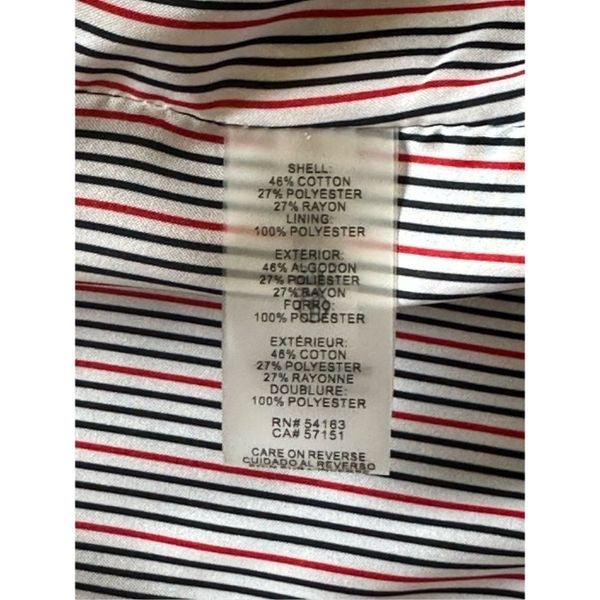 SHELL:
46% COTTON
27% POLYESTER
27% RAYON
LINING:
100% POLYESTER
EXTERIOR:
46% ALGODON
27% POLIESTER
27% RAYON
FORRO:
100% POLYESTER
EXTÉRIEUR:
46% COTON
27% POLYESTER
27% RAYONNE
DOUBLURE:
100% POLYESTER
RN# 54163
CA# 57151
CARE ON REVERSE
CUIDADO AL REVERSO